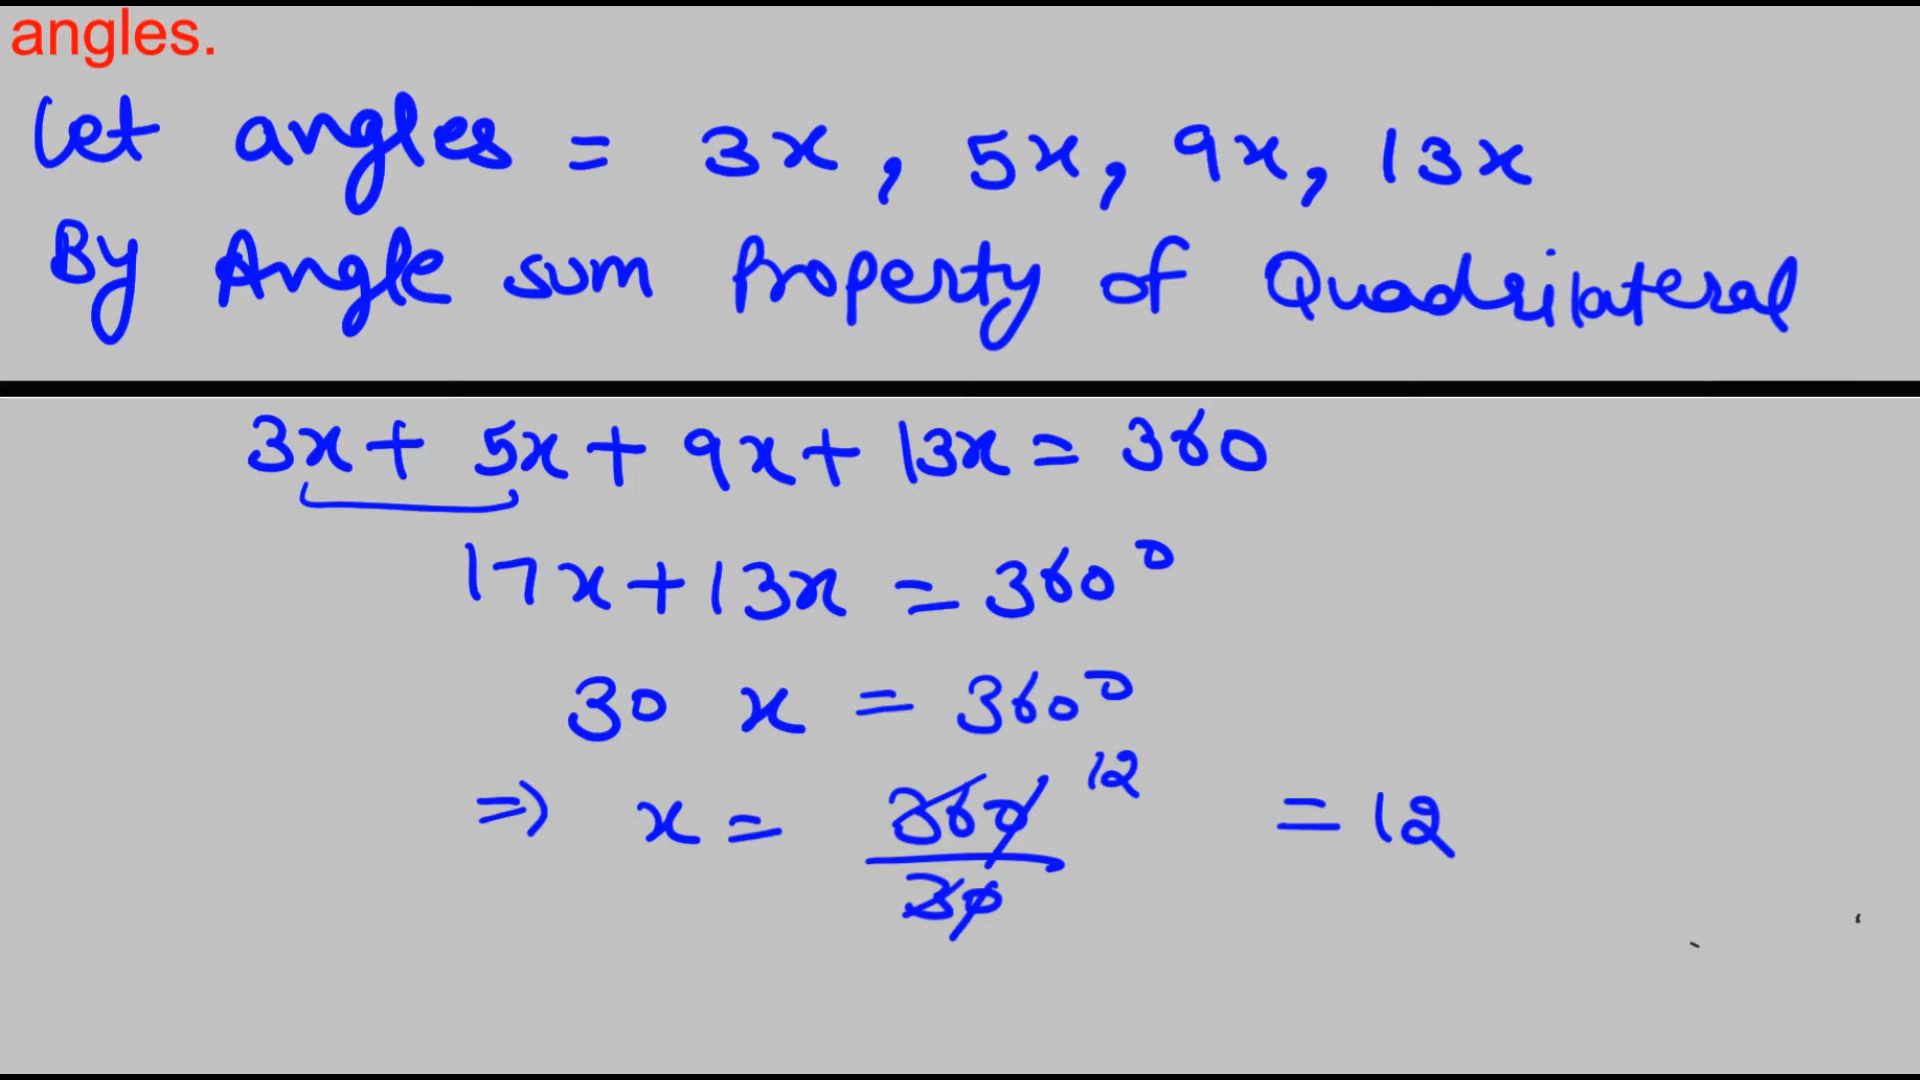 angles.
Let angles = 3x, 5x, 9x, 13x
By Angle sum Property of Quadrilateral
3x + 5x + 9x + 13x = 360
17x + 13x = 360°
30 x = 360°
⇒ x = 360/30 12 = 12